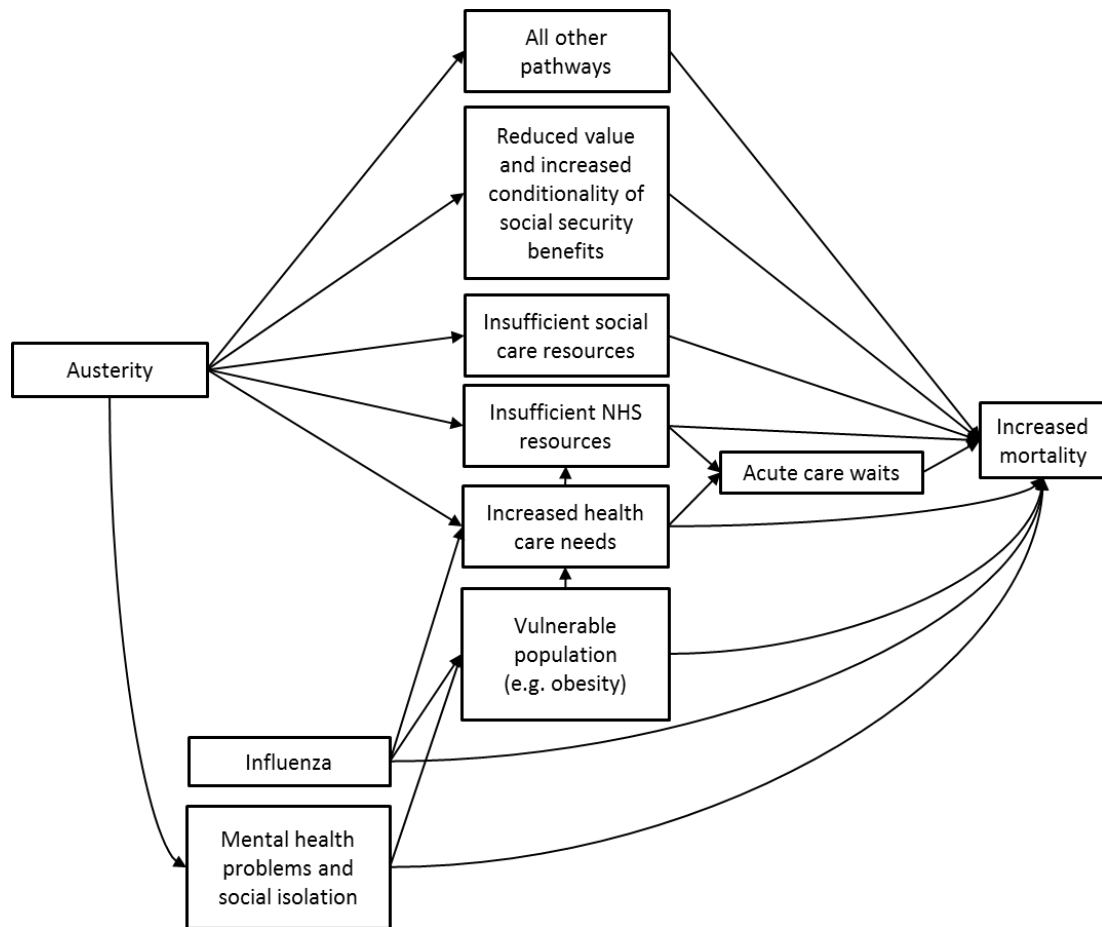 All other
pathways
Reduced value
and increased
conditionality of
social security
benefits
Insufficient social
care resources
Austerity
Insufficient NHS
resources
Increased
mortality
Acute care waits
Increased health
care needs
Vulnerable
population
(e.g. obesity)
Influenza
Mental health
problems and
social isolation